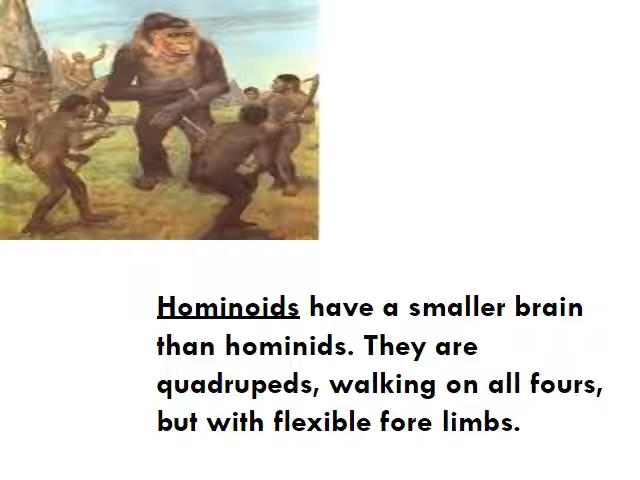 Hominoids have a smaller brain
than hominids. They are
quadrupeds, walking on all fours,
but with flexible fore limbs.